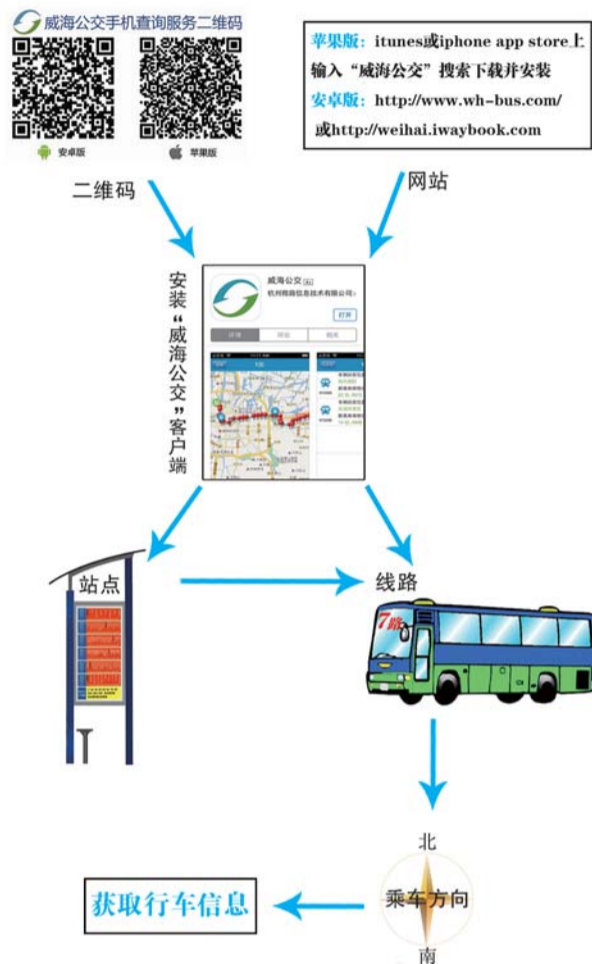 威海公交手机查询服务二维码
安卓版
苹果版
苹果版：itunes或iphone app store上
输入“威海公交”搜索下载并安装
安卓版：http://www.wh-bus.com/
或http://weihai.iwaybook.com
二维码
网站
安装“威海公交”客户端
威海公交
打开
站点
线路
7路
北
乘车方向
南
获取行车信息